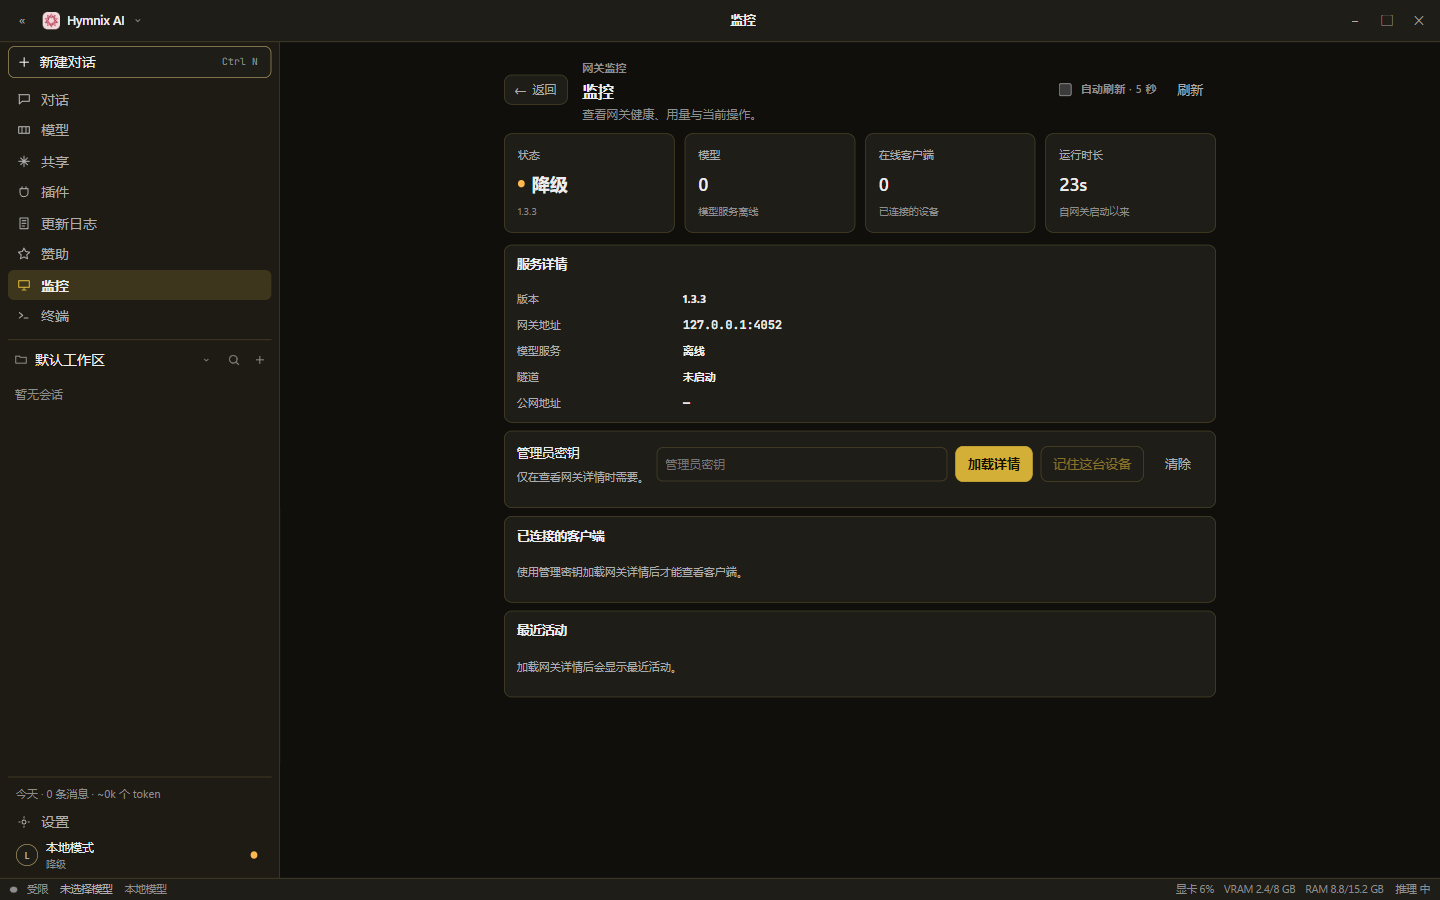 « Hymnix AI
监控
新建对话 Ctrl N
对话
模型
共享
插件
更新日志
赞助
监控
终端
默认工作区
暂无会话
今天 · 0 条消息 · ~0k 个 token
设置
L 本地模式
降级
网关监控
← 返回
监控
查看网关健康、用量与当前操作。
自动刷新 · 5 秒
刷新
状态
降级
1.3.3
模型
0
模型服务离线
在线客户端
0
已连接的设备
运行时长
23s
自网关启动以来
服务详情
版本 1.3.3
网关地址 127.0.0.1:4052
模型服务 离线
隧道 未启动
公网地址 —
管理员密钥
仅在查看网关详情时需要。
管理员密钥
加载详情
记住这台设备
清除
已连接的客户端
使用管理密钥加载网关详情后才能查看客户端。
最近活动
加载网关详情后会显示最近活动。
受限 未选择模型 本地模型
显卡 6% VRAM 2.4/8 GB RAM 8.8/15.2 GB 推理 中